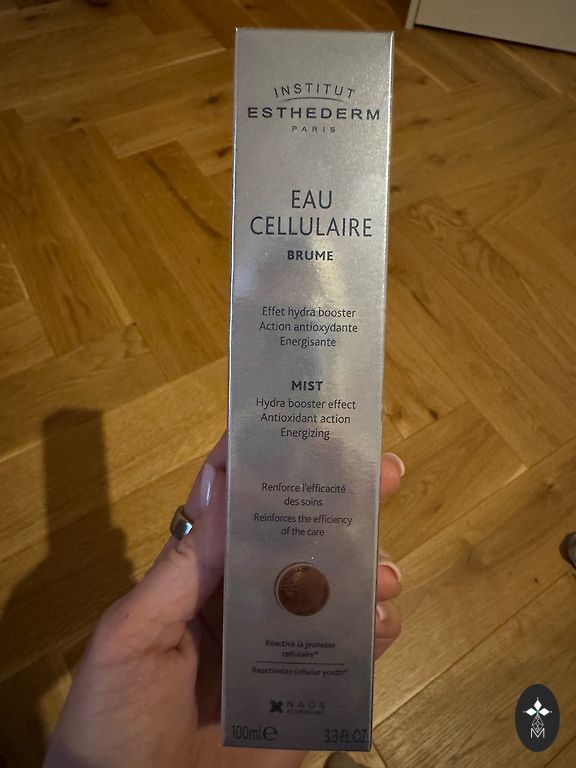 INSTITUT
ESTHEDERM
PARIS
EAU
CELLULAIRE
BRUME
Effet hydra booster
Action antioxydante
Energisante
MIST
Hydra booster effect
Antioxidant action
Energizing
Renforce l'efficacité
des soins
Reinforces the efficiency
of the care
Réactive la jeunesse
cellulaire*
Reactivates cellular youth*
NAOS
100ml e
3.3 FL.OZ
M